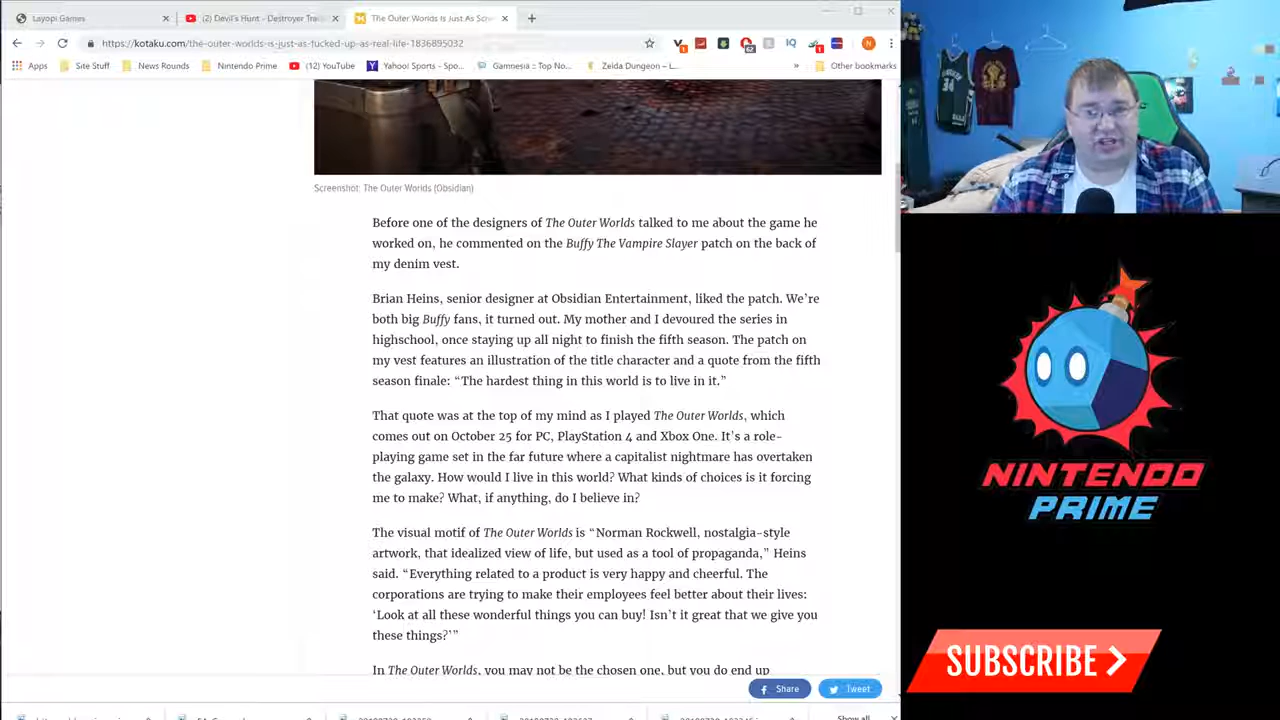 Layopi Games
(2) Devil's Hunt - Destroyer Tra
The Outer Worlds Is Just As Scr
https://kotaku.com/the-outer-worlds-is-just-as-fucked-up-as-real-life-1836895032
Apps
Site Stuff
News Rounds
Nintendo Prime
(12) YouTube
Yahoo! Sports - Spo...
Gamnesia :: Top No...
Zelda Dungeon – L...
Other bookmarks
Screenshot: The Outer Worlds (Obsidian)
Before one of the designers of The Outer Worlds talked to me about the game he
worked on, he commented on the Buffy The Vampire Slayer patch on the back of
my denim vest.
Brian Heins, senior designer at Obsidian Entertainment, liked the patch. We're
both big Buffy fans, it turned out. My mother and I devoured the series in
highschool, once staying up all night to finish the fifth season. The patch on
my vest features an illustration of the title character and a quote from the fifth
season finale: “The hardest thing in this world is to live in it.”
That quote was at the top of my mind as I played The Outer Worlds, which
comes out on October 25 for PC, PlayStation 4 and Xbox One. It's a role-
playing game set in the far future where a capitalist nightmare has overtaken
the galaxy. How would I live in this world? What kinds of choices is it forcing
me to make? What, if anything, do I believe in?
The visual motif of The Outer Worlds is “Norman Rockwell, nostalgia-style
artwork, that idealized view of life, but used as a tool of propaganda,” Heins
said. “Everything related to a product is very happy and cheerful. The
corporations are trying to make their employees feel better about their lives:
‘Look at all these wonderful things you can buy! Isn't it great that we give you
these things?’”
In The Outer Worlds, you may not be the chosen one, but you do end up
Share
Tweet
Show all
34
NINTENDO
PRIME
SUBSCRIBE